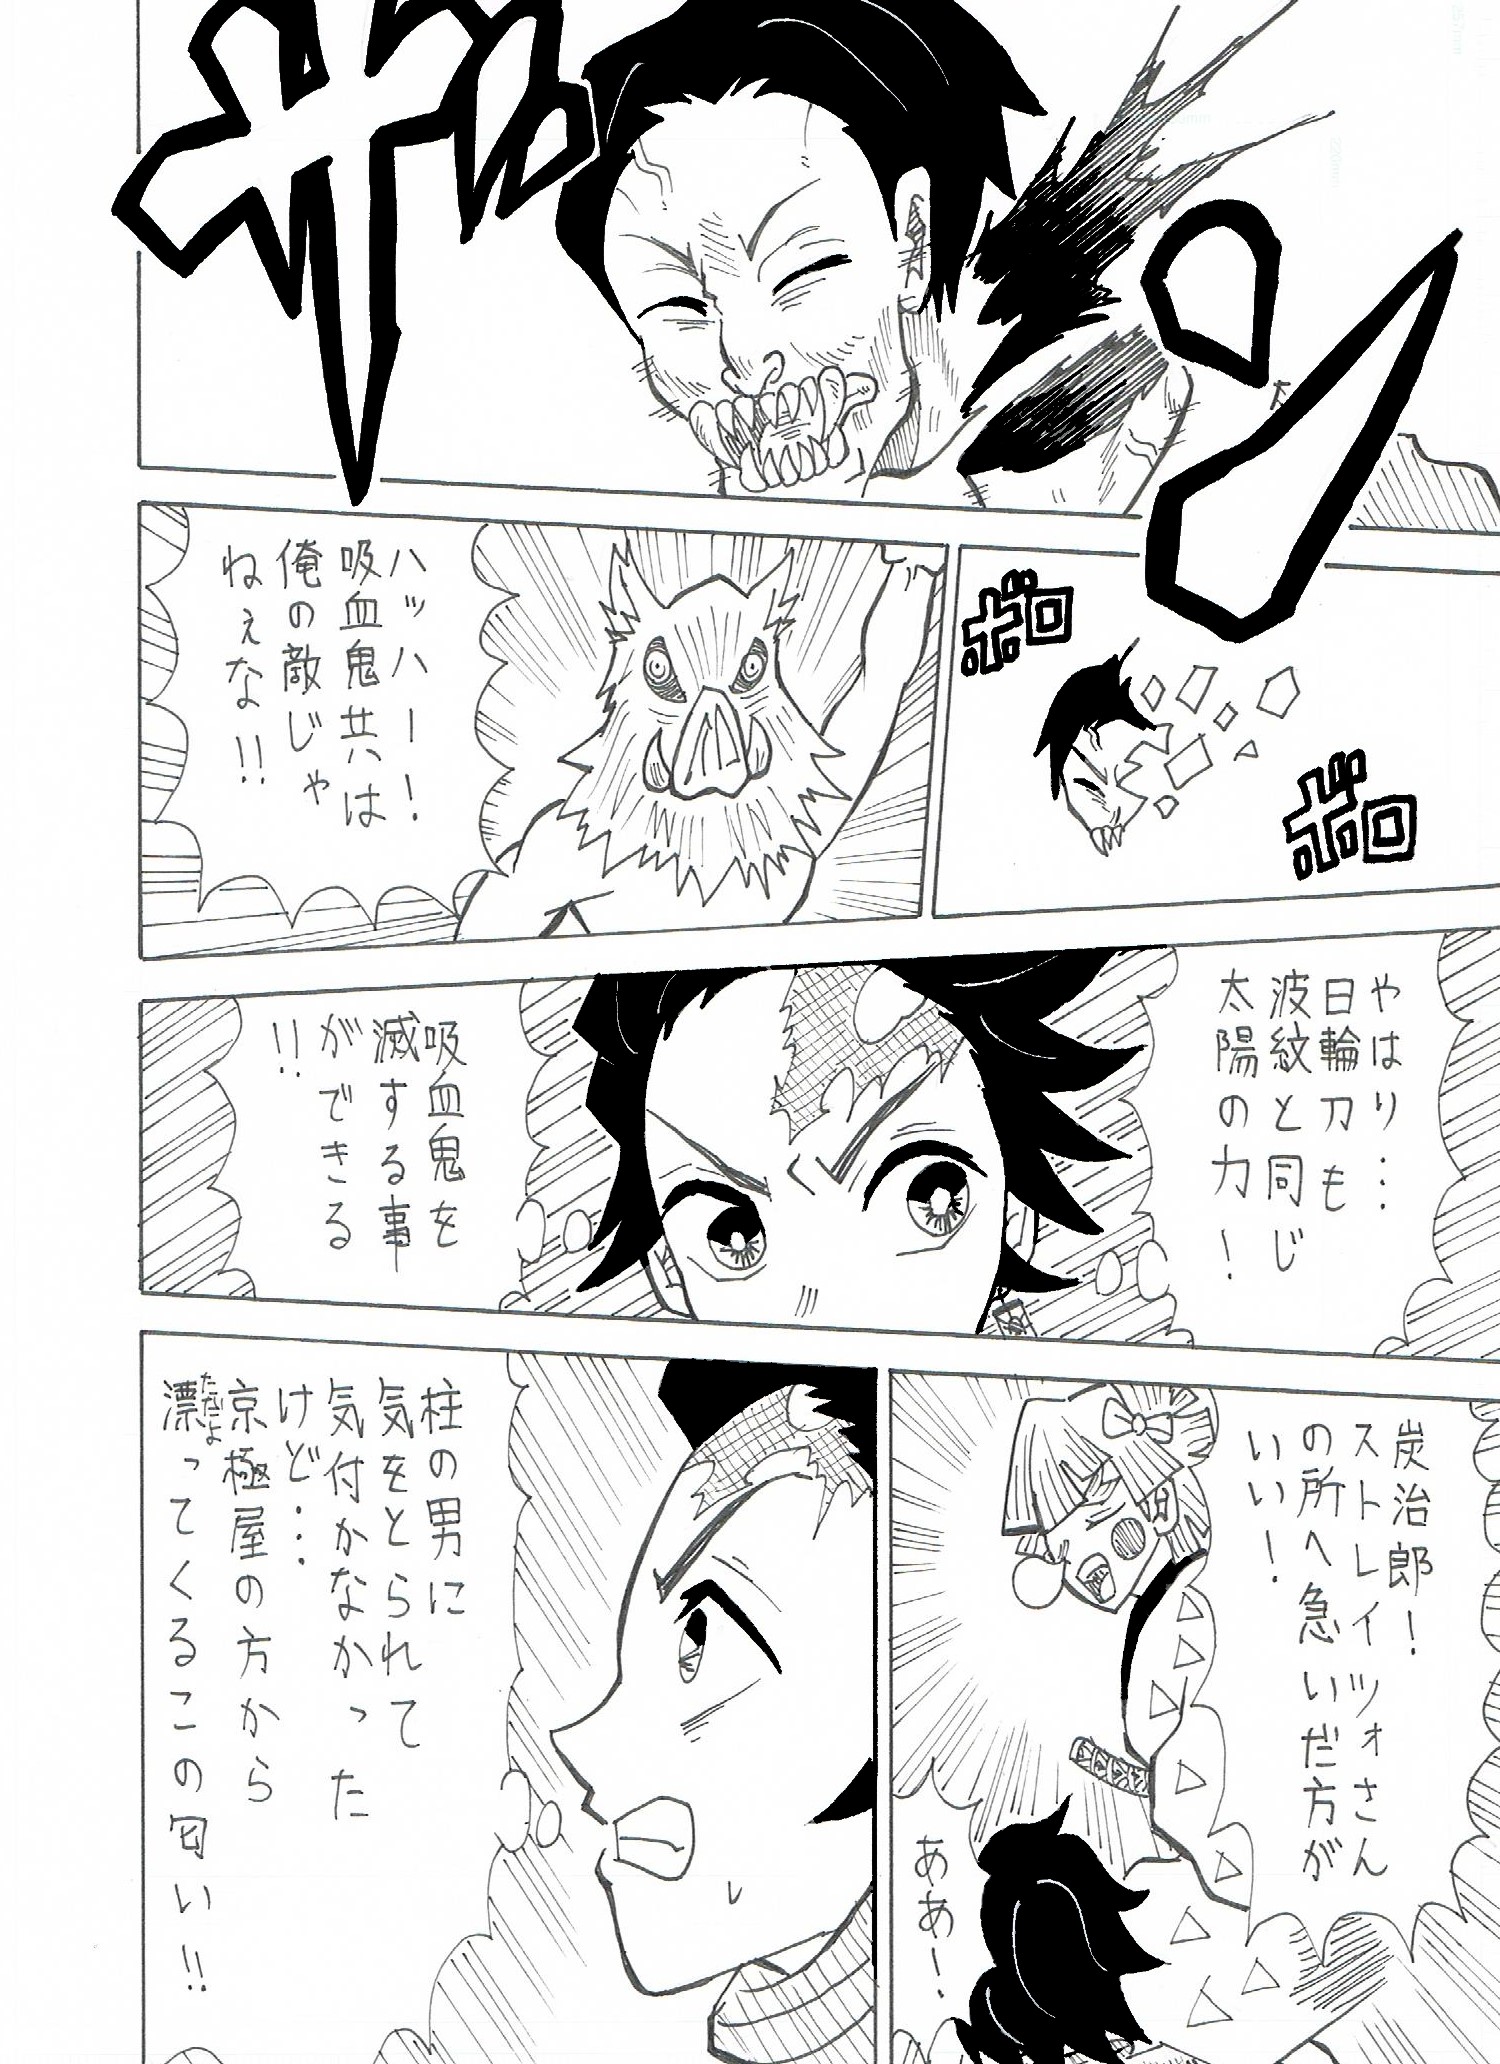 ザン
ボロ
ボロ
ハッハー!
吸血鬼共は
俺の敵じゃ
ねぇな!!
やはり…
日輪刀も
波紋と同じ
太陽の力!
吸血鬼を
滅する事
ができる
!!
炭治郎!
ストレイツォさん
の所へ急いだ方が
いい!
ああ!
柱の男に
気をとられて
気付かなかった
けど…
京極屋の方から
漂ってくるこの匂い!!
ただよ